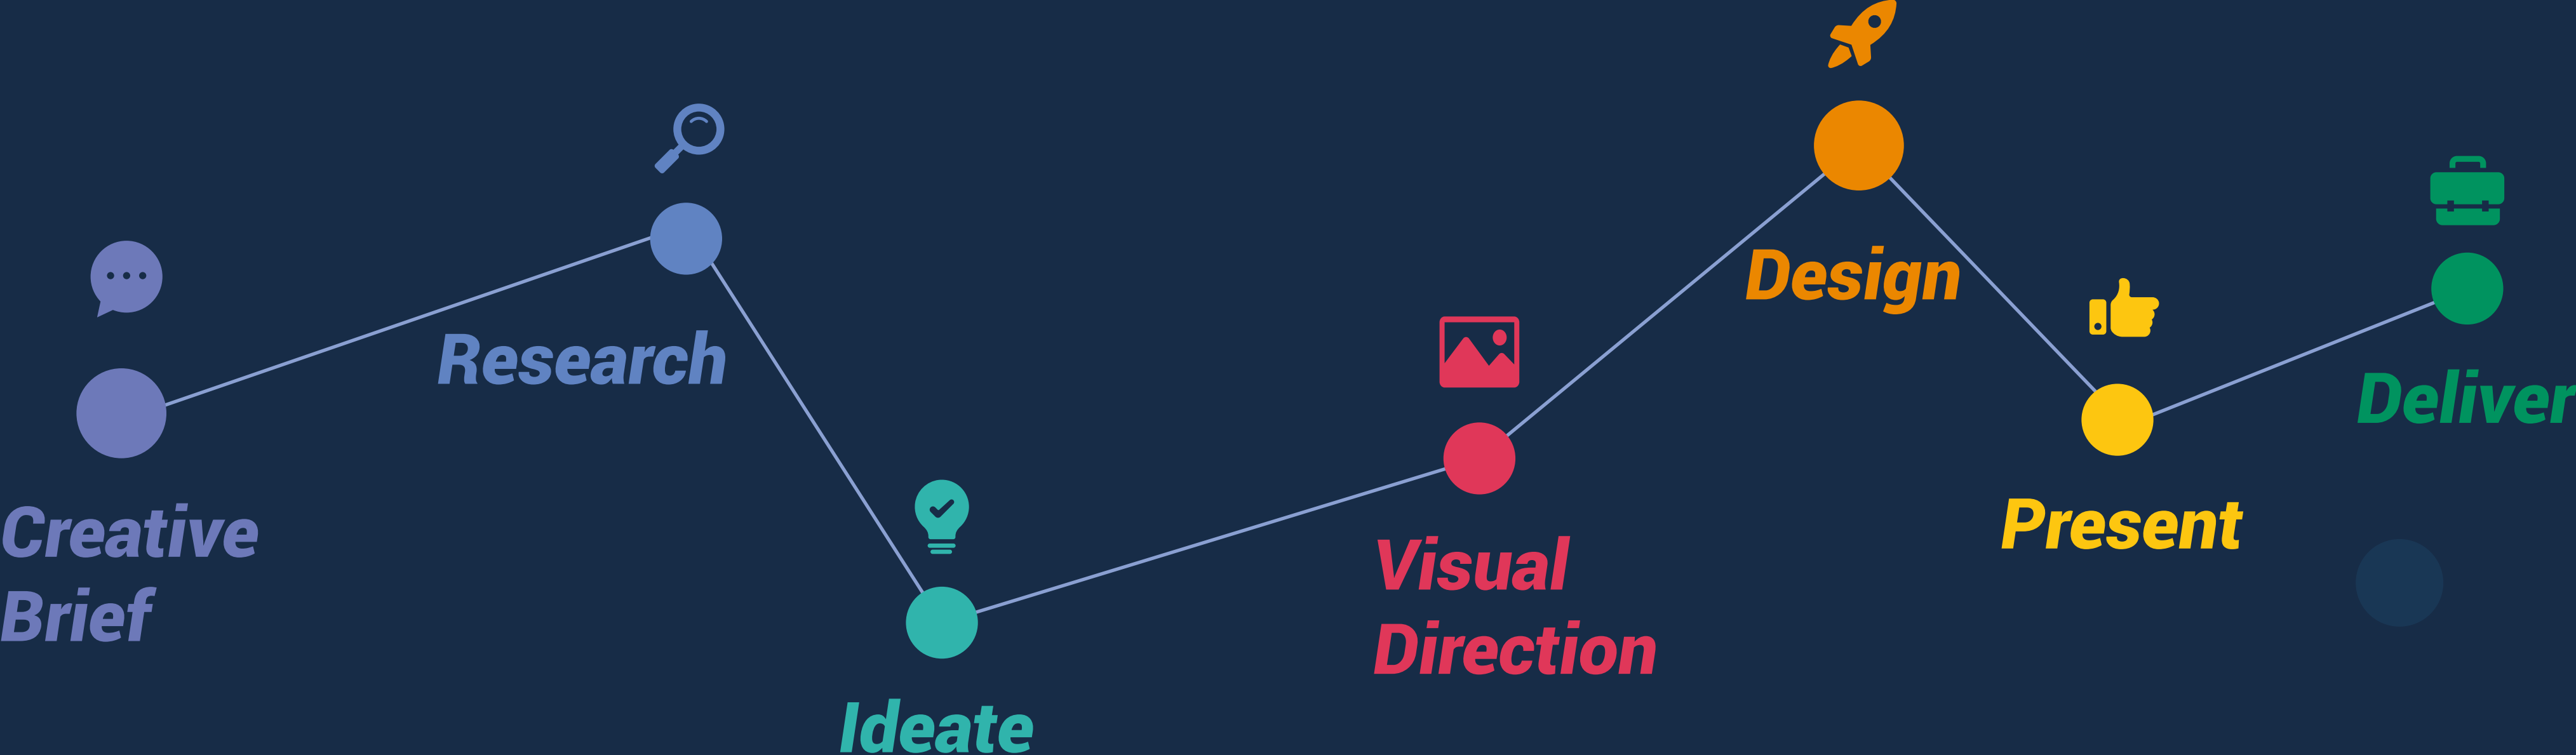 Creative
Brief
Research
Ideate
Visual
Direction
Design
Present
Deliver